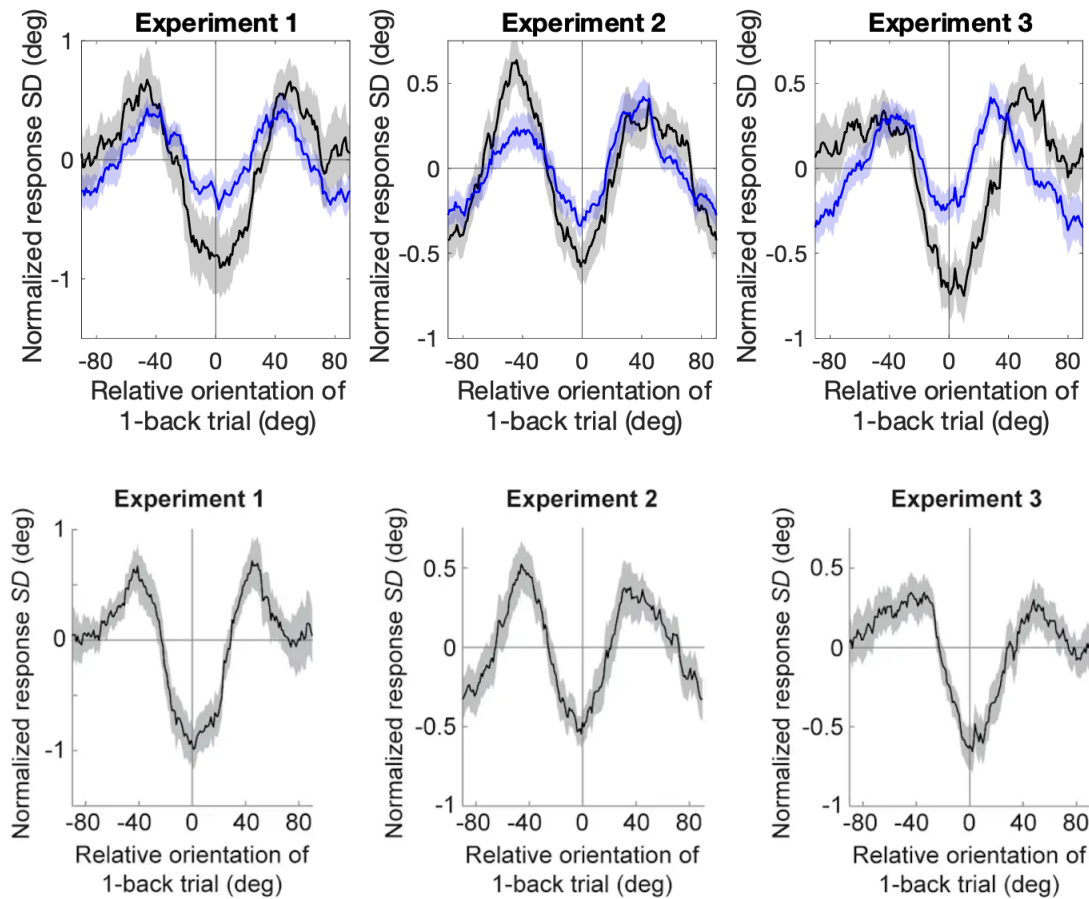 Experiment 1
Normalized response SD (deg)
1
0
-1
-80 -40 0 40 80
Relative orientation of
1-back trial (deg)
Experiment 2
Normalized response SD (deg)
0.5
0
-0.5
-1
-80 -40 0 40 80
Relative orientation of
1-back trial (deg)
Experiment 3
Normalized response SD (deg)
0.5
0
-0.5
-1
-80 -40 0 40 80
Relative orientation of
1-back trial (deg)
Experiment 1
Normalized response SD (deg)
1
0
-1
-80 -40 0 40 80
Relative orientation of
1-back trial (deg)
Experiment 2
Normalized response SD (deg)
0.5
0
-0.5
-1
-80 -40 0 40 80
Relative orientation of
1-back trial (deg)
Experiment 3
Normalized response SD (deg)
0.5
0
-0.5
-1
-80 -40 0 40 80
Relative orientation of
1-back trial (deg)